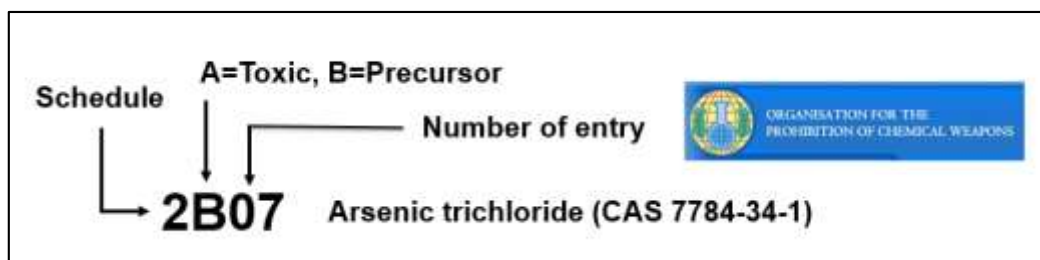 A=Toxic, B=Precursor
Schedule
Number of entry
ORGANISATION FOR THE
PROHIBITION OF CHEMICAL WEAPONS
2B07 Arsenic trichloride (CAS 7784-34-1)